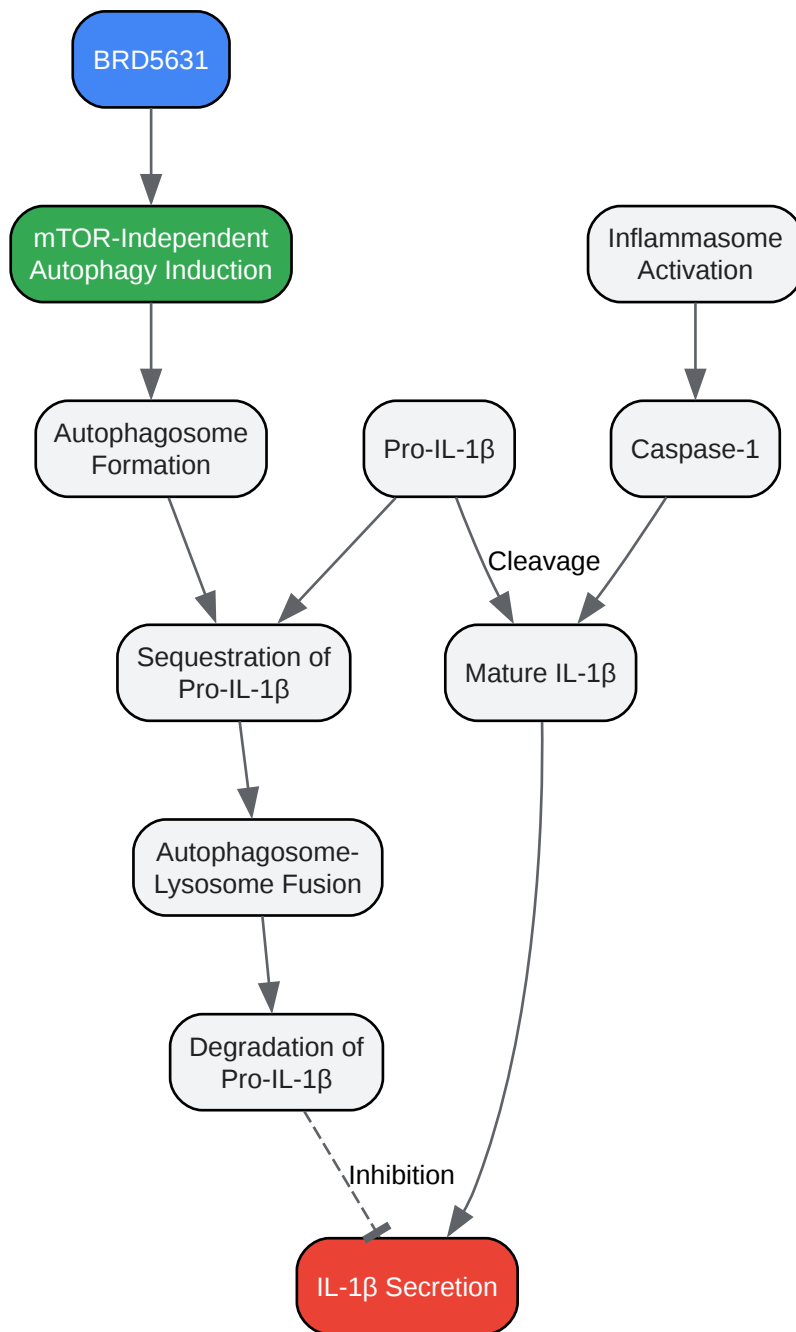 BRD5631
mTOR-Independent
Autophagy Induction
Inflammasome
Activation
Autophagosome
Formation
Pro-IL-1β
Caspase-1
Cleavage
Sequestration of
Pro-IL-1β
Mature IL-1β
Autophagosome-
Lysosome Fusion
Degradation of
Pro-IL-1β
Inhibition
IL-1β Secretion